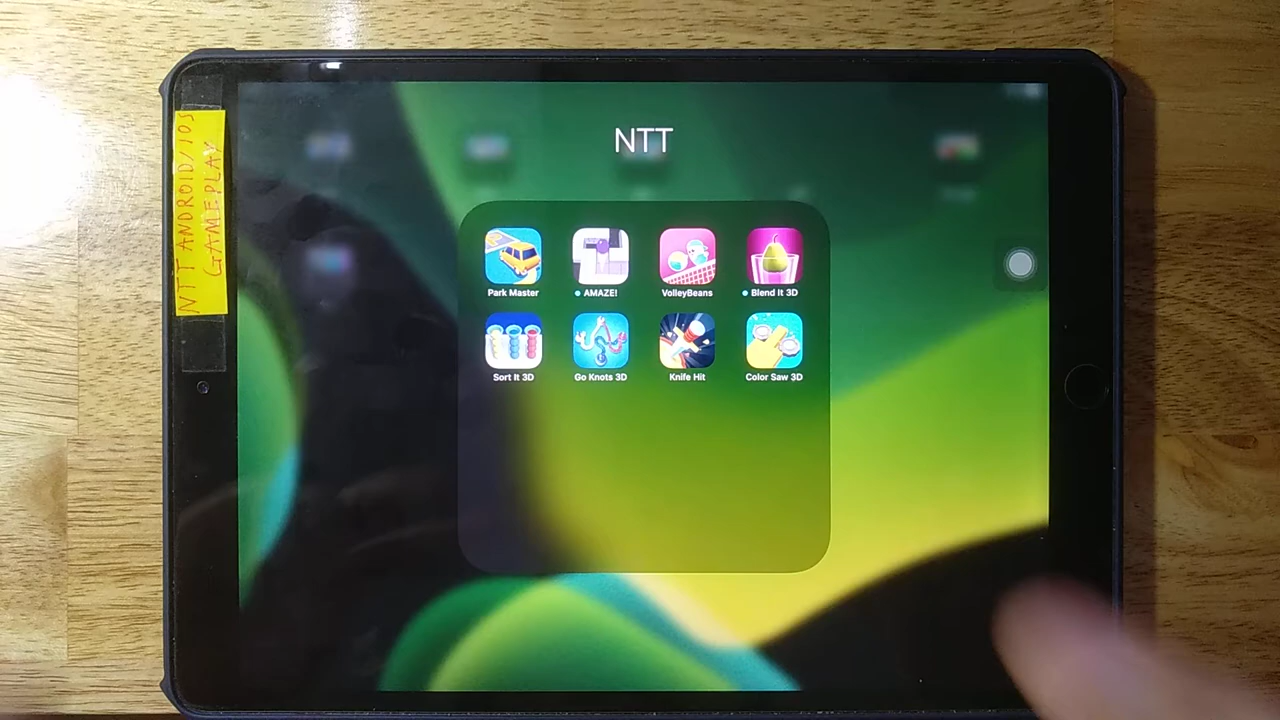 NTT ANDROID/IOS
GAMEPLAY
NTT
Park Master
AMAZE!
VolleyBeans
Blend It 3D
Sort It 3D
Go Knots 3D
Knife Hit
Color Saw 3D